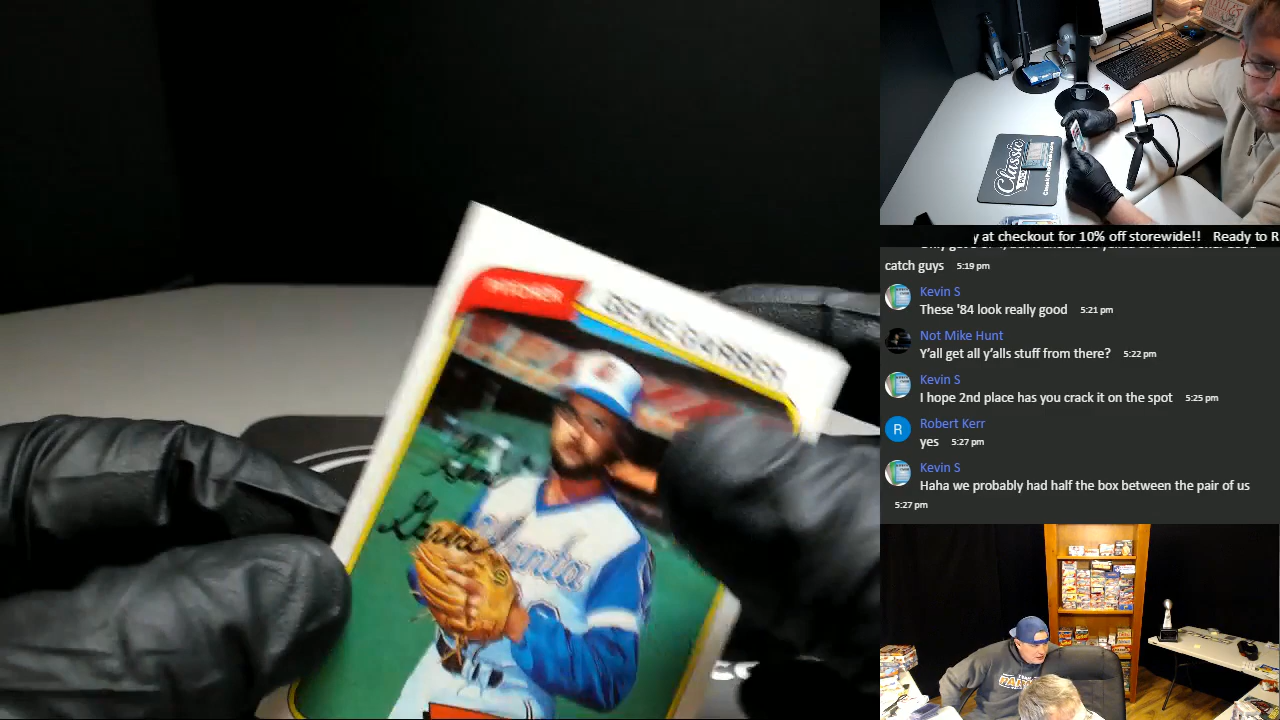 PITCHER
GENE GARBER
Gene
Garber
Atlanta
Classic
y at checkout for 10% off storewide!! Ready to R
catch guys 5:19 pm
Kevin S
These '84 look really good 5:21 pm
Not Mike Hunt
Y'all get all y'alls stuff from there? 5:22 pm
Kevin S
I hope 2nd place has you crack it on the spot 5:25 pm
R Robert Kerr
yes 5:27 pm
Kevin S
Haha we probably had half the box between the pair of us
5:27 pm